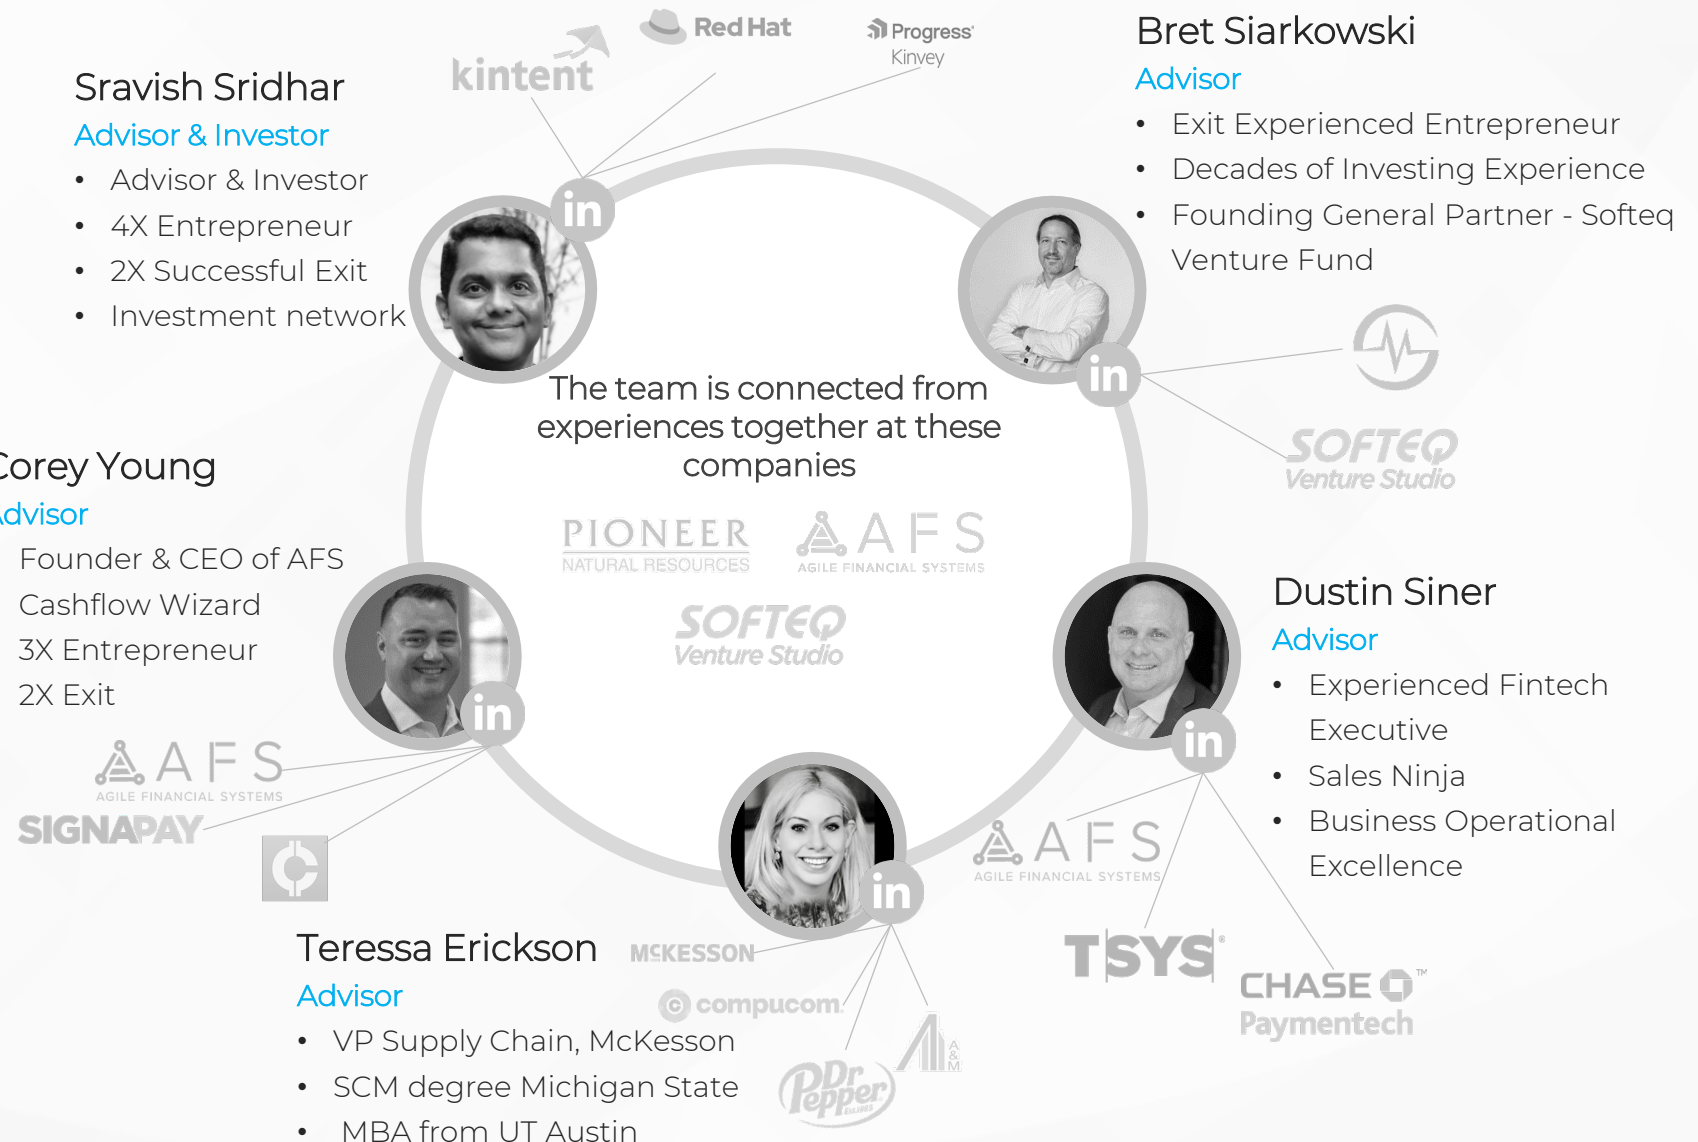 Sravish Sridhar
Advisor & Investor
• Advisor & Investor
• 4X Entrepreneur
• 2X Successful Exit
• Investment network
kintent
Red Hat
Progress®
Kinvey
Bret Siarkowski
Advisor
• Exit Experienced Entrepreneur
• Decades of Investing Experience
• Founding General Partner - Softeq
Venture Fund
in
in
SOFTEQ
Venture Studio
The team is connected from
experiences together at these
companies
PIONEER
NATURAL RESOURCES
AFS
AGILE FINANCIAL SYSTEMS
SOFTEQ
Venture Studio
Corey Young
Advisor
Founder & CEO of AFS
Cashflow Wizard
3X Entrepreneur
2X Exit
in
AFS
AGILE FINANCIAL SYSTEMS
SIGNAPAY
Dustin Siner
Advisor
• Experienced Fintech
Executive
• Sales Ninja
• Business Operational
Excellence
in
AFS
AGILE FINANCIAL SYSTEMS
TSYS®
CHASE ™
Paymentech
in
Teressa Erickson
Advisor
• VP Supply Chain, McKesson
• SCM degree Michigan State
• MBA from UT Austin
MCKESSON
compucom
Dr
Pepper
A&M